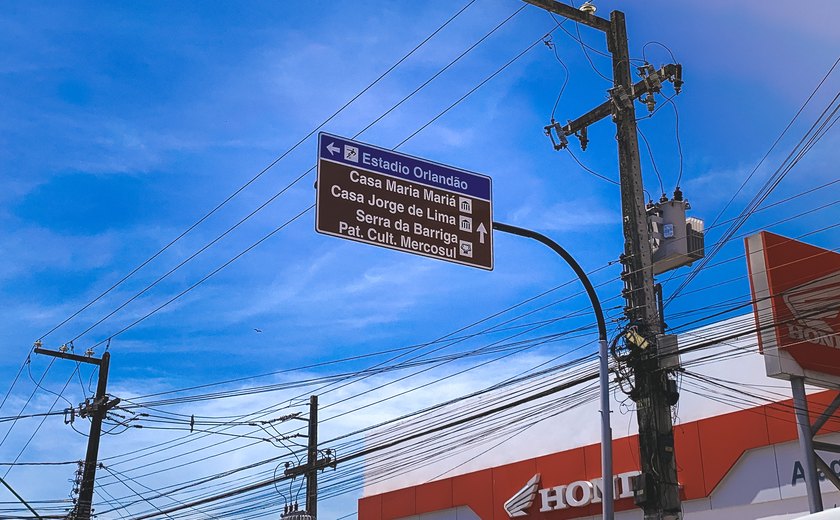 Estadio Orlandão
Casa Maria Mariá
Casa Jorge de Lima
Serra da Barriga
Pat. Cult. Mercosul
HONDA